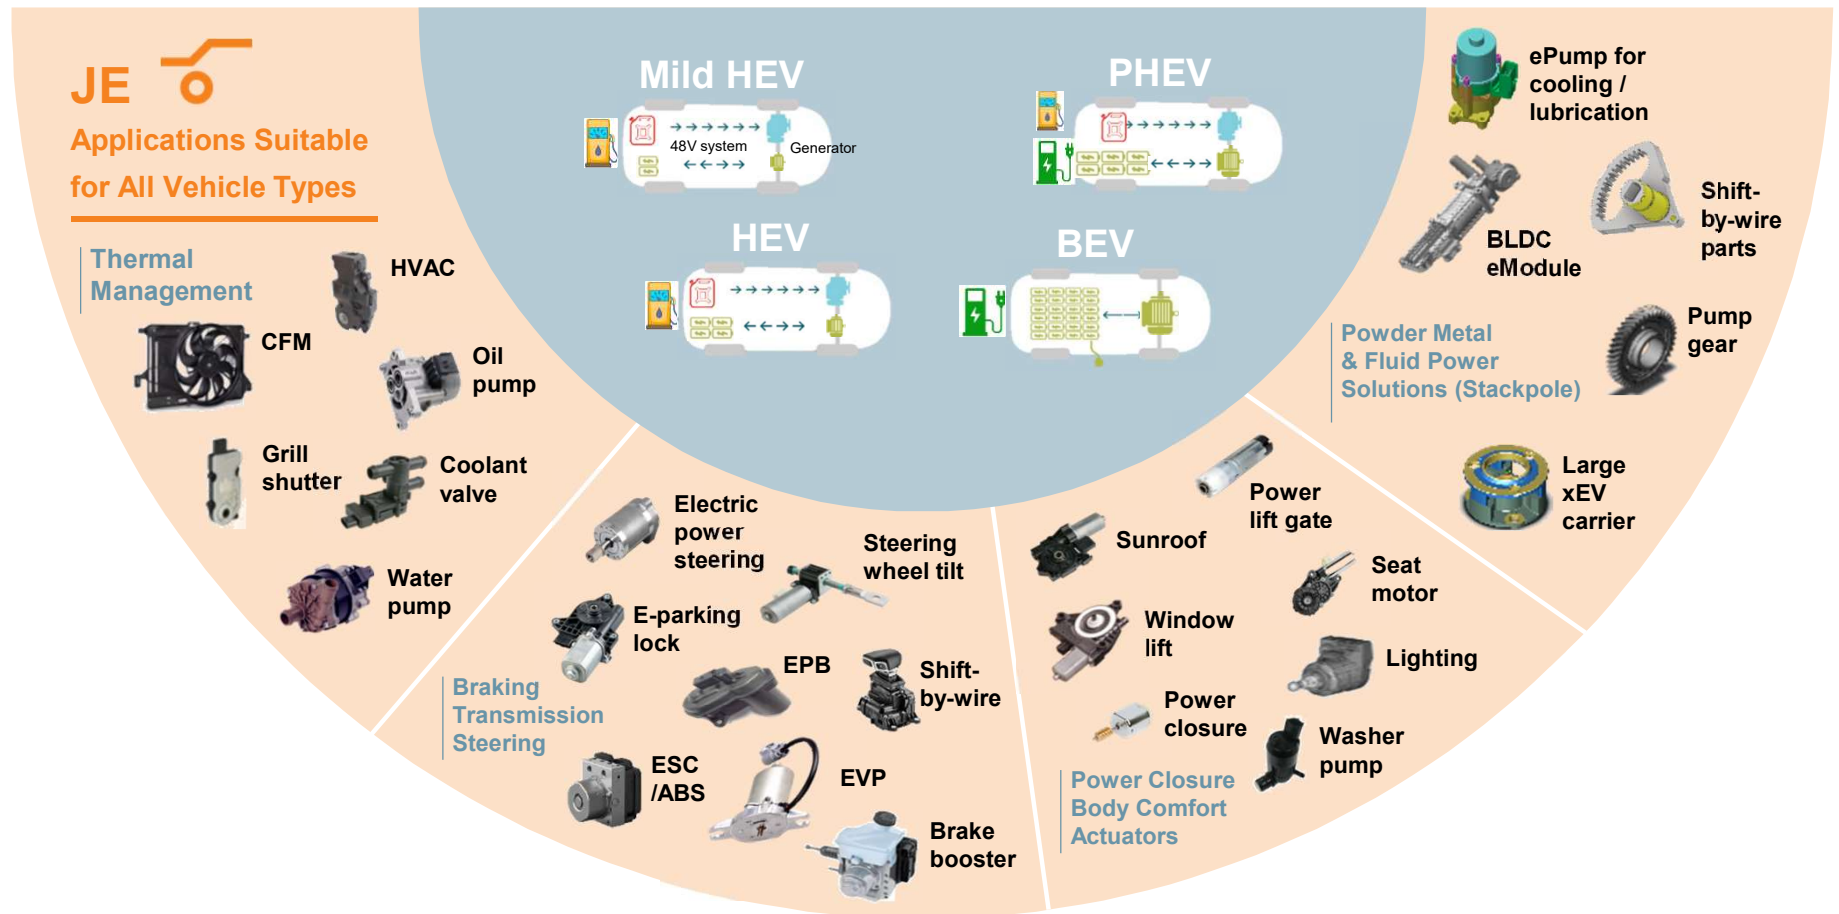 JE
Applications Suitable
for All Vehicle Types
Mild HEV
48V system
Generator
PHEV
HEV
BEV
Thermal
Management
HVAC
CFM
Oil
pump
Grill
shutter
Coolant
valve
Water
pump
Braking
Transmission
Steering
Electric
power
steering
Steering
wheel tilt
E-parking
lock
EPB
Shift-
by-wire
ESC
/ABS
EVP
Brake
booster
Power Closure
Body Comfort
Actuators
Power
lift gate
Sunroof
Seat
motor
Window
lift
Lighting
Power
closure
Washer
pump
Powder Metal
& Fluid Power
Solutions (Stackpole)
ePump for
cooling /
lubrication
Shift-
by-wire
parts
BLDC
eModule
Pump
gear
Large
xEV
carrier